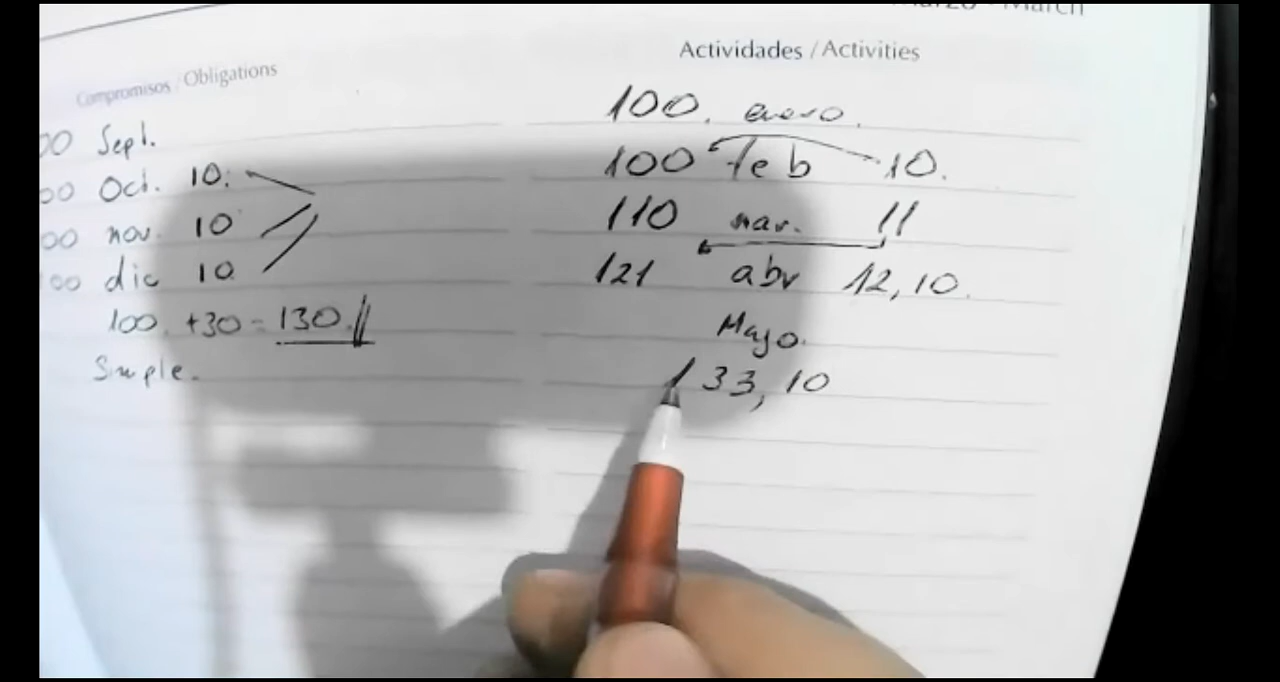 March
Compromisos / Obligations
00 Sept.
00 Oct. 10.
00 nov. 10
00 dic 10
100 +30 = 130
Simple.
Actividades / Activities
100. enero.
100 feb 10.
110 mar. 11
121 abr 12,10.
Mayo.
133,10